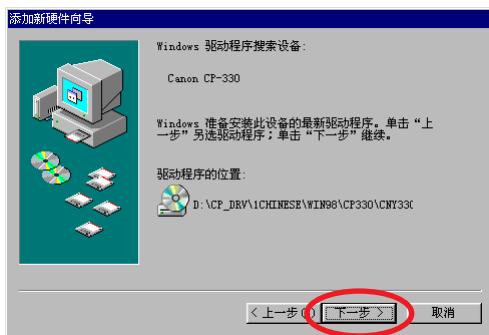 添加新硬件向导
Windows 驱动程序搜索设备:
Canon CP-330
Windows 准备安装此设备的最新驱动程序。单击“上
一步”另选驱动程序；单击“下一步”继续。
驱动程序的位置:
D:\CP_DRV\1CHINESE\WIN98\CP330\CNY33
< 上一步 下一步 > 取消